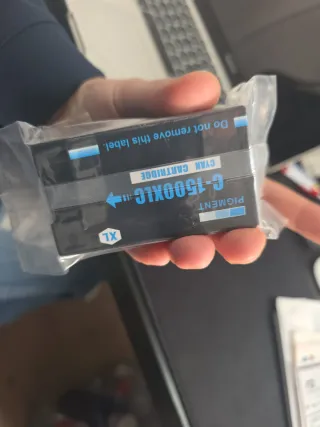 PIGMENT
XL
C-1500XLC
CYAN CARTRIDGE
Do not remove this label